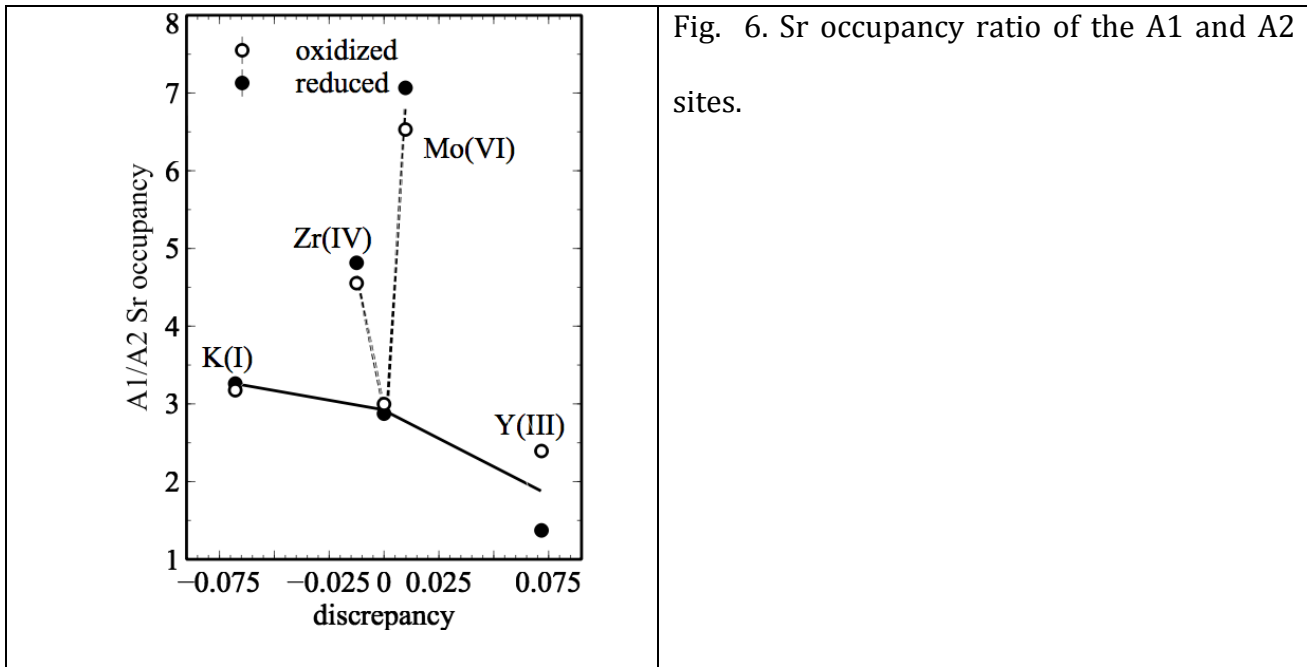 8
oxidized
reduced
7
Mo(VI)
6
Zr(IV)
5
4
K(I)
3
Y(III)
2
1
A1/A2 Sr occupancy
−0.075 −0.025 0 0.025 0.075
discrepancy
Fig. 6. Sr occupancy ratio of the A1 and A2
sites.